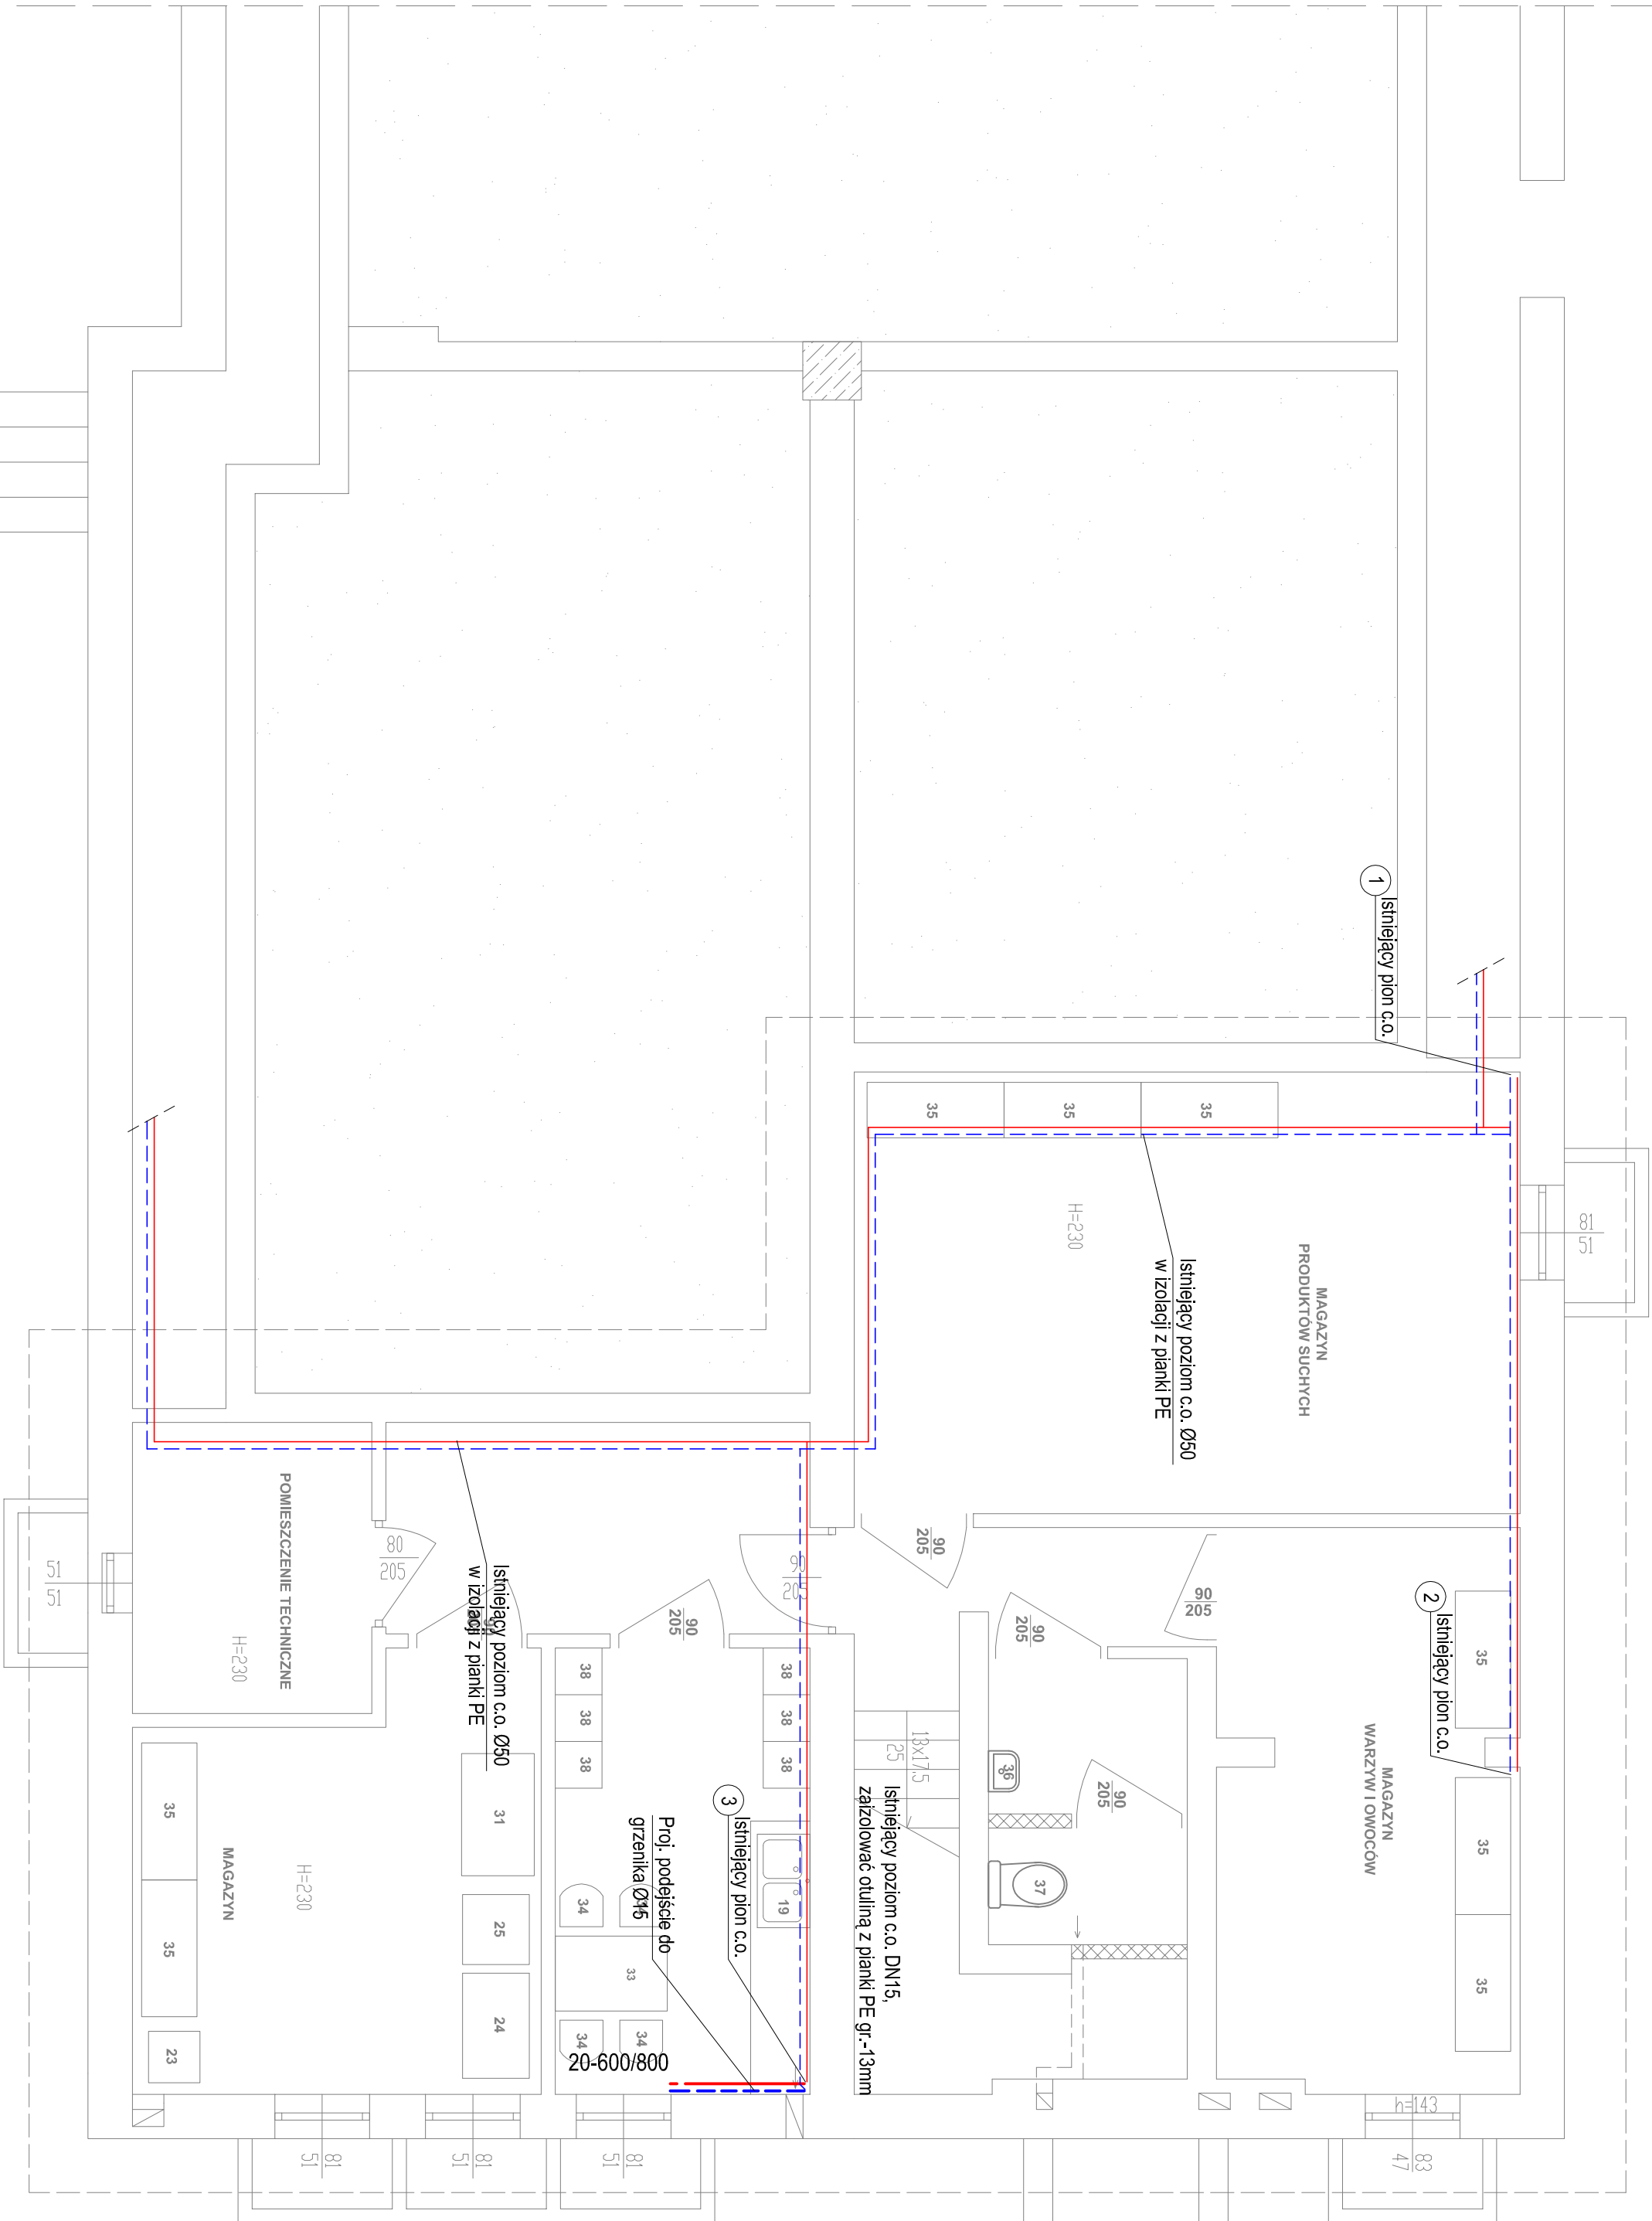 1
Istniejący pion c.o.
81
51
35
35
35
H=230
MAGAZYN
PRODUKTÓW SUCHYCH
Istniejący poziom c.o. Ø50
w izolacji z pianki PE
2
Istniejący pion c.o.
35
90
205
90
205
90
205
90
205
90
205
80
205
90
205
MAGAZYN
WARZYW I OWOCÓW
35
35
36
37
13x17,5
25
Istniejący poziom c.o. DN15,
zaizolować otuliną z pianki PE gr.-13mm
POMIESZCZENIE TECHNICZNE
H=230
51
51
Istniejący poziom c.o. Ø50
w izolacji z pianki PE
38
38
38
38
38
38
3
Istniejący pion c.o.
Proj. podejście do
grzenika Ø15
19
34
33
34
34
20-600/800
31
25
24
35
35
23
MAGAZYN
H=230
h=143
83
47
81
51
81
51
81
51